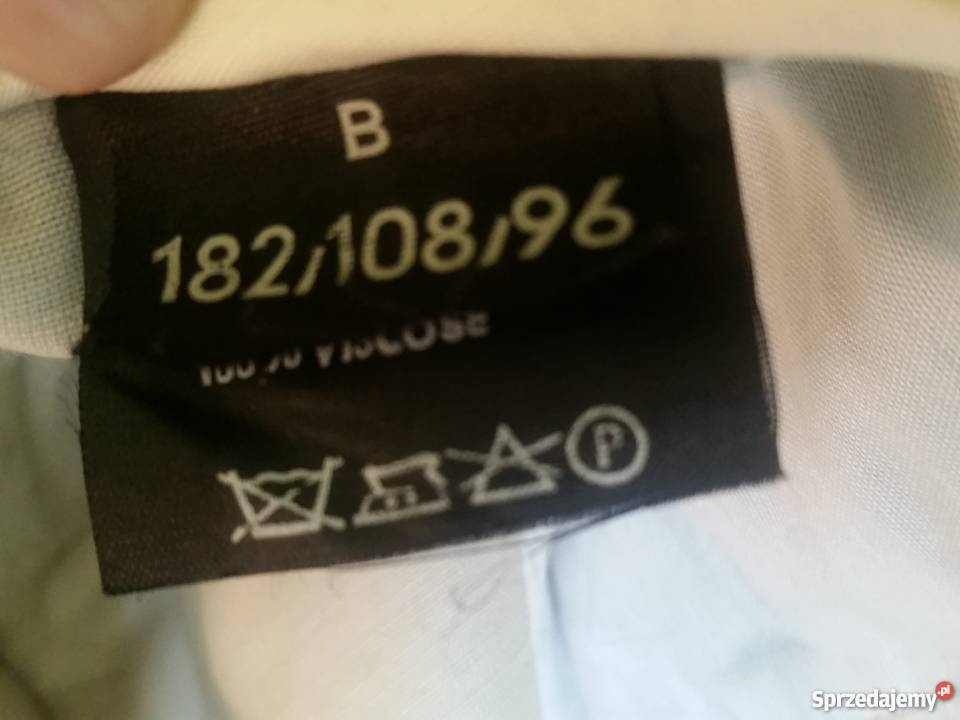 B
182/108/96
100% VISCOSE
P
Sprzedajemy.pl